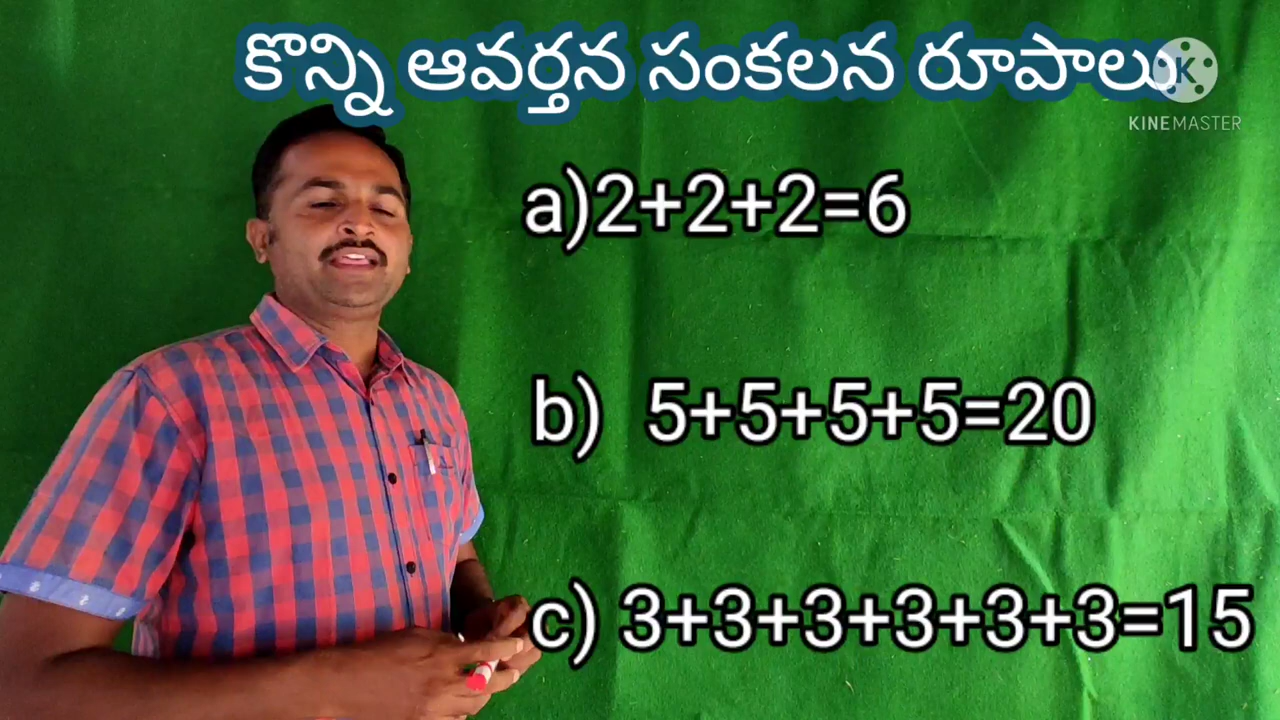 కొన్ని ఆవర్తన సంకలన రూపాలు
K
KINEMASTER
a)2+2+2=6
b) 5+5+5+5=20
c) 3+3+3+3+3+3=15